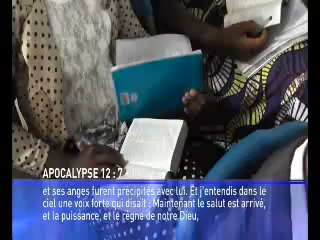 APOCALYPSE 12 : 7
et ses anges furent précipités avec lui. Et j'entendis dans le
ciel une voix forte qui disait : Maintenant le salut est arrivé,
et la puissance, et le règne de notre Dieu,